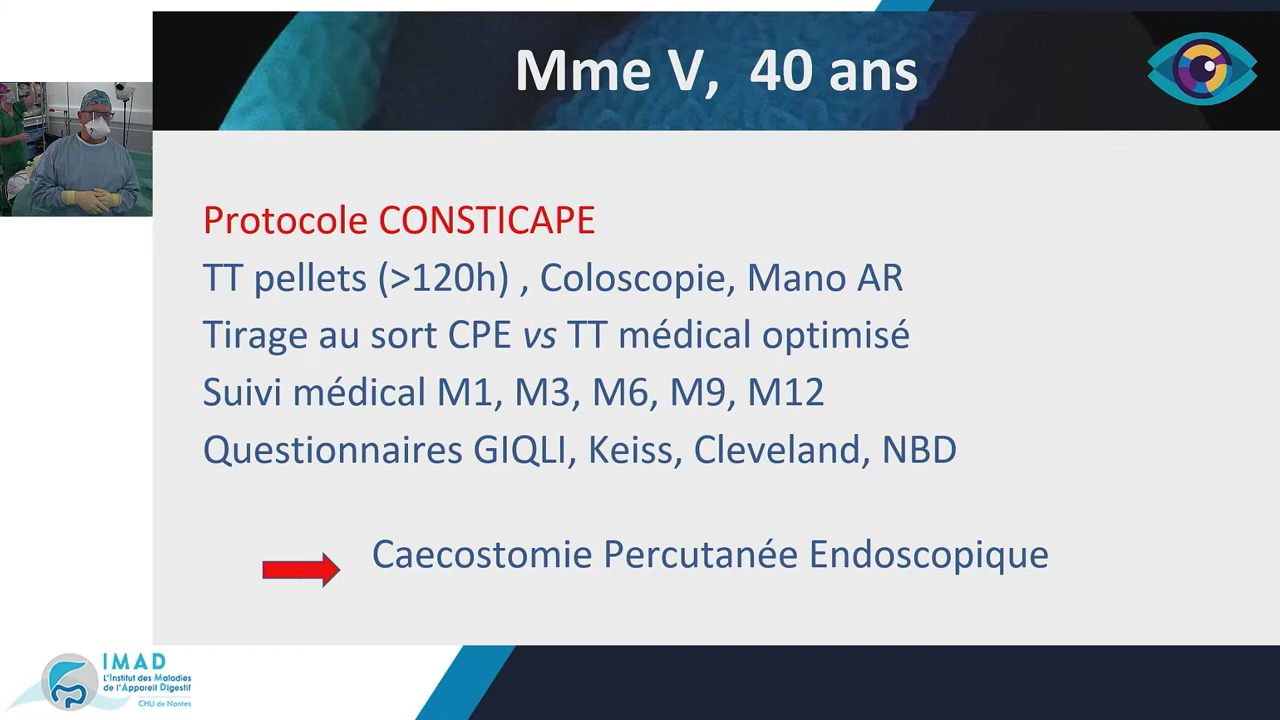 Mme V, 40 ans
Protocole CONSTICAPE
TT pellets (>120h) , Coloscopie, Mano AR
Tirage au sort CPE vs TT médical optimisé
Suivi médical M1, M3, M6, M9, M12
Questionnaires GIQLI, Keiss, Cleveland, NBD
Caecostomie Percutanée Endoscopique
IMAD
L'Institut des Maladies
de l'Appareil Digestif
CHU de Nantes